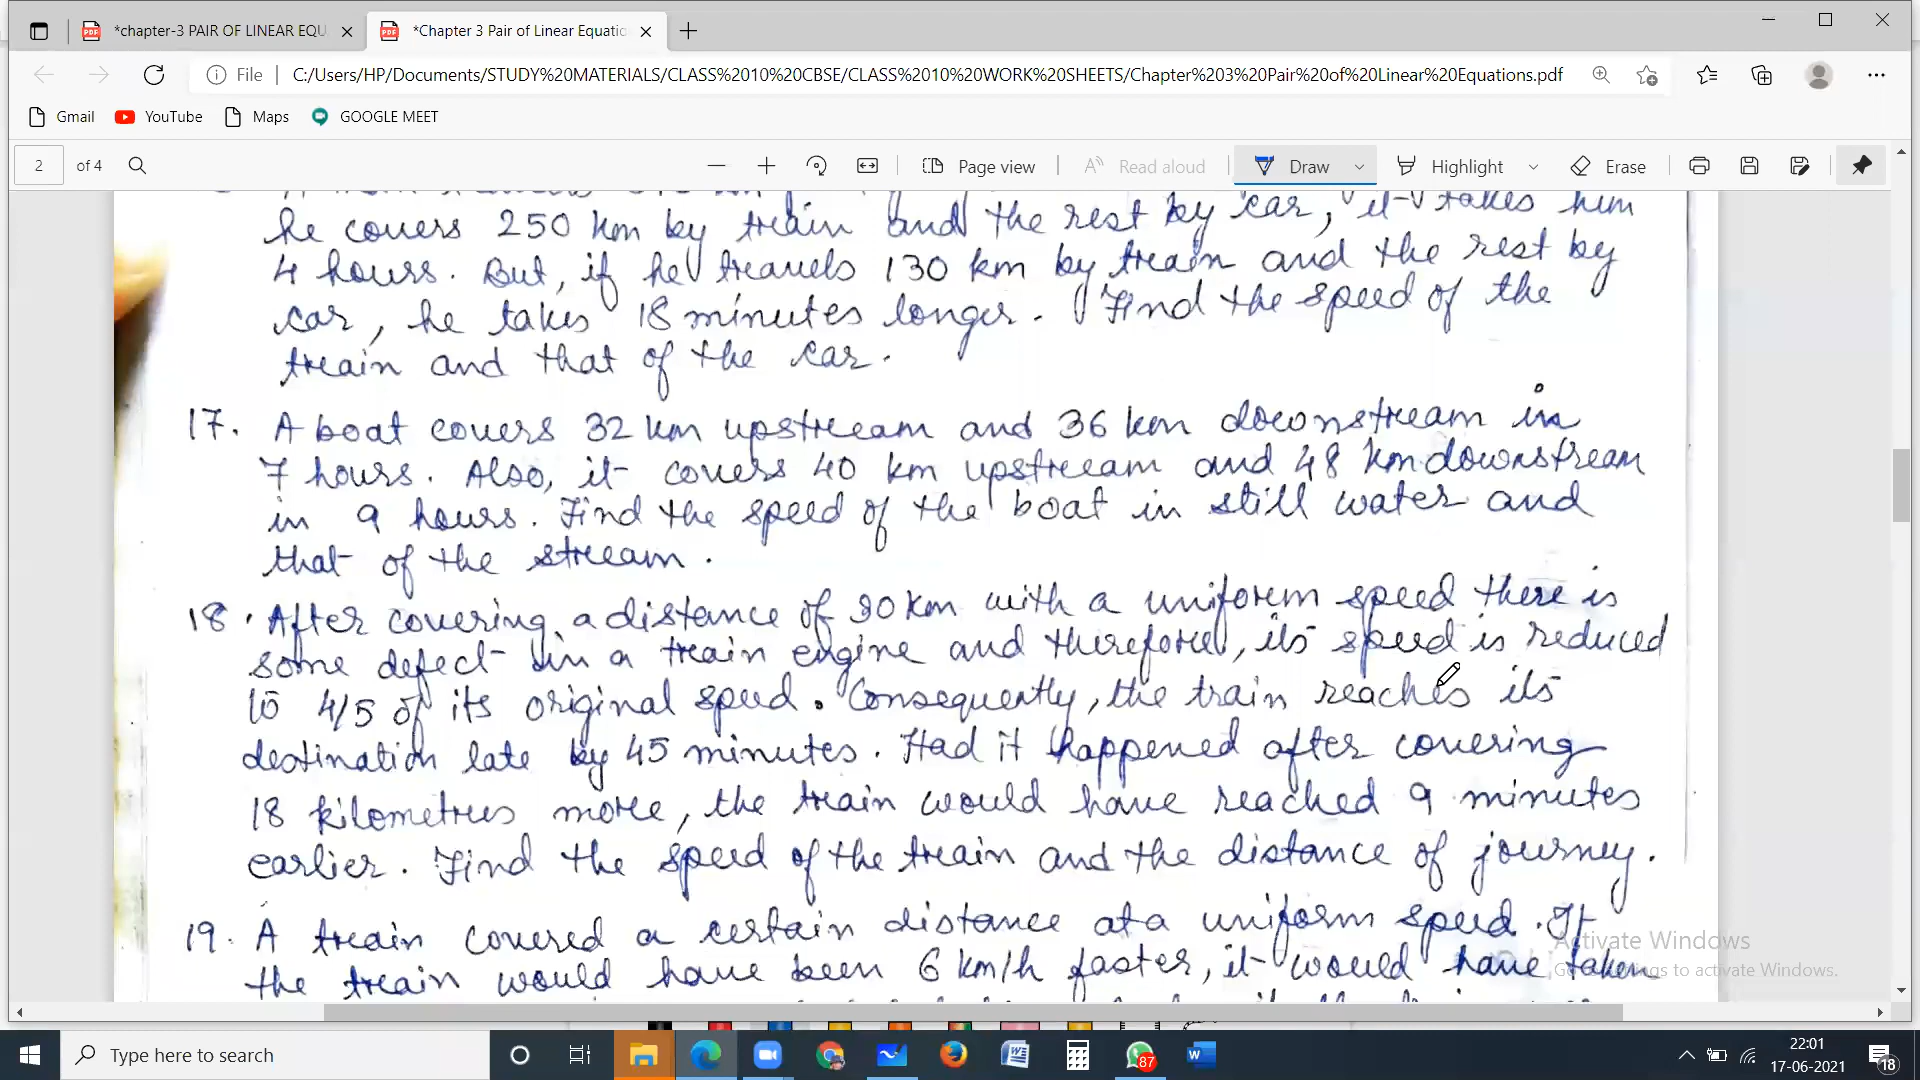 *chapter-3 PAIR OF LINEAR EQU
*Chapter 3 Pair of Linear Equatio
File C:/Users/HP/Documents/STUDY%20MATERIALS/CLASS%2010%20CBSE/CLASS%2010%20WORK%20SHEETS/Chapter%203%20Pair%20of%20Linear%20Equations.pdf
Gmail YouTube Maps GOOGLE MEET
2 of 4 Page view Read aloud Draw Highlight Erase
he covers 250 km by train and the rest by car, it takes him
4 hours. But, if he travels 130 km by train and the rest by
car, he takes 18 minutes longer. Find the speed of the
train and that of the car.
17. A boat covers 32 km upstream and 36 km downstream in
7 hours. Also, it covers 40 km upstream and 48 km downstream
in 9 hours. Find the speed of the boat in still water and
that of the stream.
18. After covering a distance of 30 km with a uniform speed there is
some defect in a train engine and therefore, its speed is reduced
to 4/5 of its original speed. Consequently, the train reaches its
destination late by 45 minutes. Had it happened after covering
18 kilometres more, the train would have reached 9 minutes
earlier. Find the speed of the train and the distance of journey.
19. A train covered a certain distance at a uniform speed. If
the train would have been 6 km/h faster, it would have taken
Activate Windows
Go to Settings to activate Windows.
Type here to search
87
22:01
17-06-2021
18